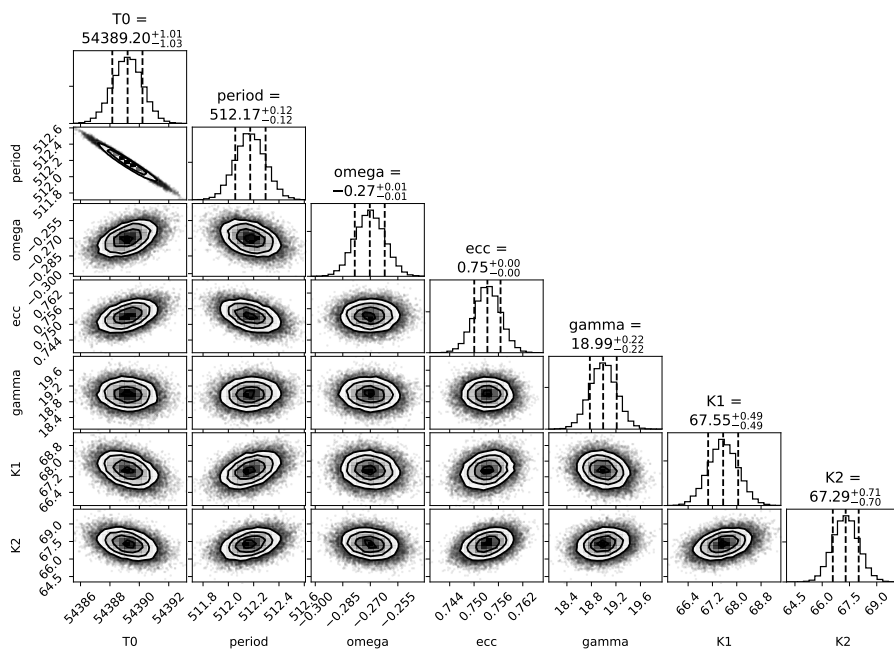 T0 =
54389.20+1.01−1.03
period =
512.17+0.12−0.12
omega =
−0.27+0.01−0.01
ecc =
0.75+0.00−0.00
gamma =
18.99+0.22−0.22
K1 =
67.55+0.49−0.49
K2 =
67.29+0.71−0.70
period
512.6
512.4
512.2
512.0
511.8
omega
−0.255
−0.270
−0.285
−0.300
ecc
0.762
0.756
0.750
0.744
gamma
19.6
19.2
18.8
18.4
K1
68.8
68.0
67.2
66.4
K2
69.0
67.5
66.0
64.5
54386 54388 54390 54392
511.8 512.0 512.2 512.4 512.6
−0.300 −0.285 −0.270 −0.255
0.744 0.750 0.756 0.762
18.4 18.8 19.2 19.6
66.4 67.2 68.0 68.8
64.5 66.0 67.5 69.0
T0 period omega ecc gamma K1 K2